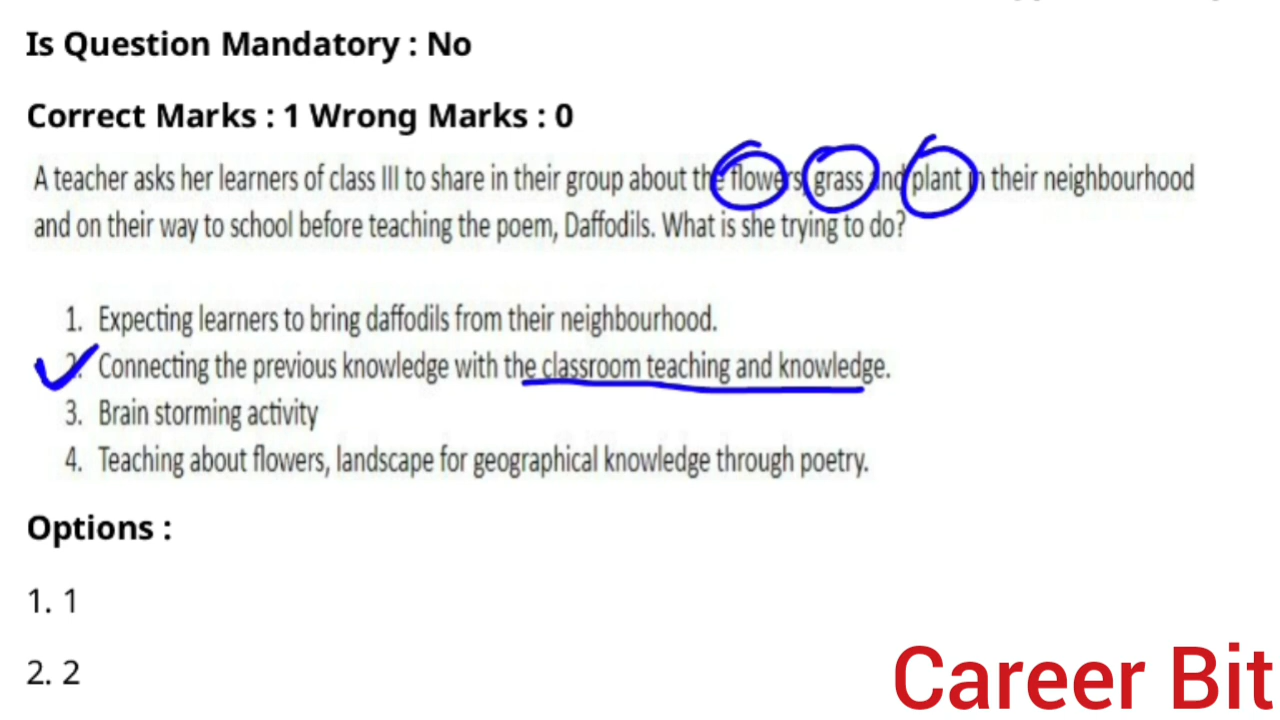 Is Question Mandatory : No
Correct Marks : 1 Wrong Marks : 0
A teacher asks her learners of class III to share in their group about the flowers, grass and plant in their neighbourhood
and on their way to school before teaching the poem, Daffodils. What is she trying to do?
1. Expecting learners to bring daffodils from their neighbourhood.
2. Connecting the previous knowledge with the classroom teaching and knowledge.
3. Brain storming activity
4. Teaching about flowers, landscape for geographical knowledge through poetry.
Options :
1. 1
2. 2
Career Bit